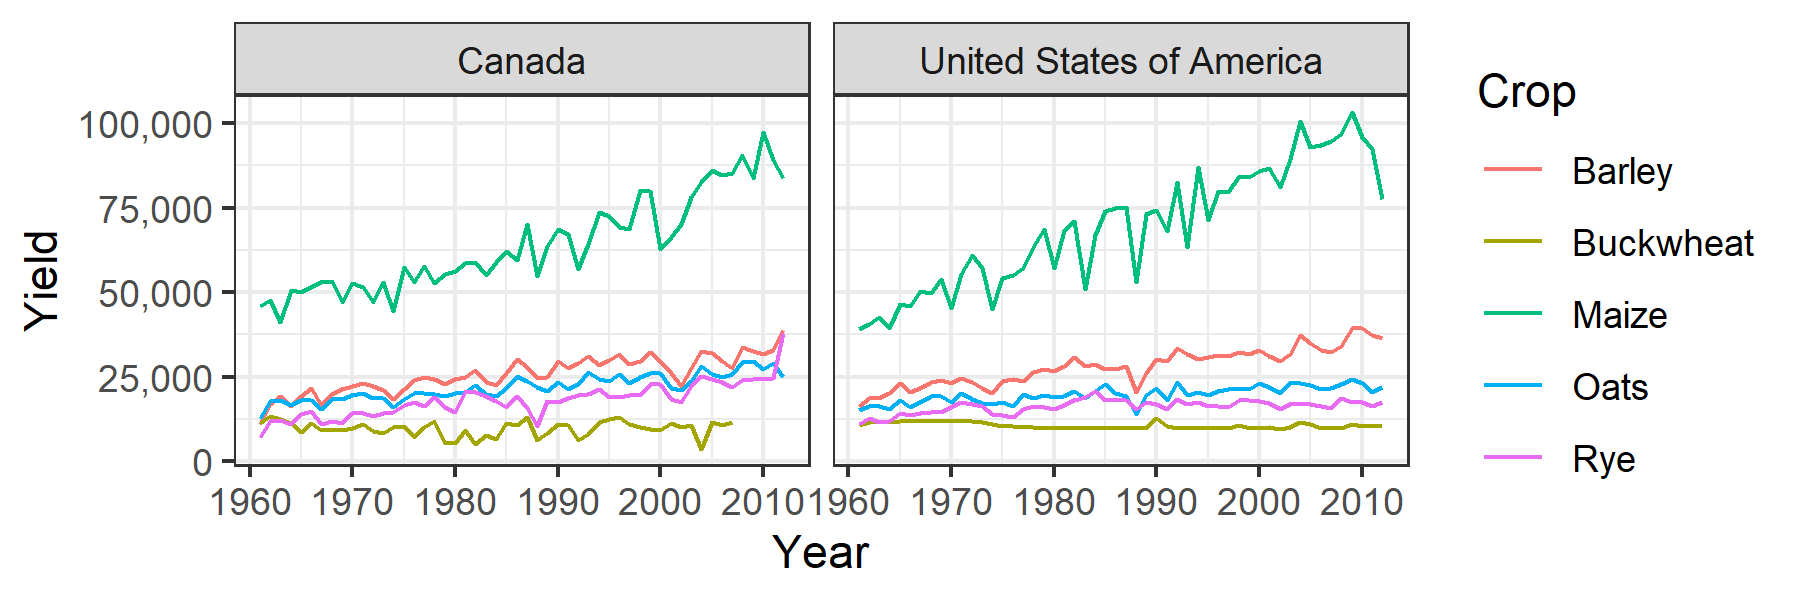 Canada
United States of America
Crop
Barley
Buckwheat
Maize
Oats
Rye
Yield
100,000
75,000
50,000
25,000
0
1960 1970 1980 1990 2000 2010
1960 1970 1980 1990 2000 2010
Year